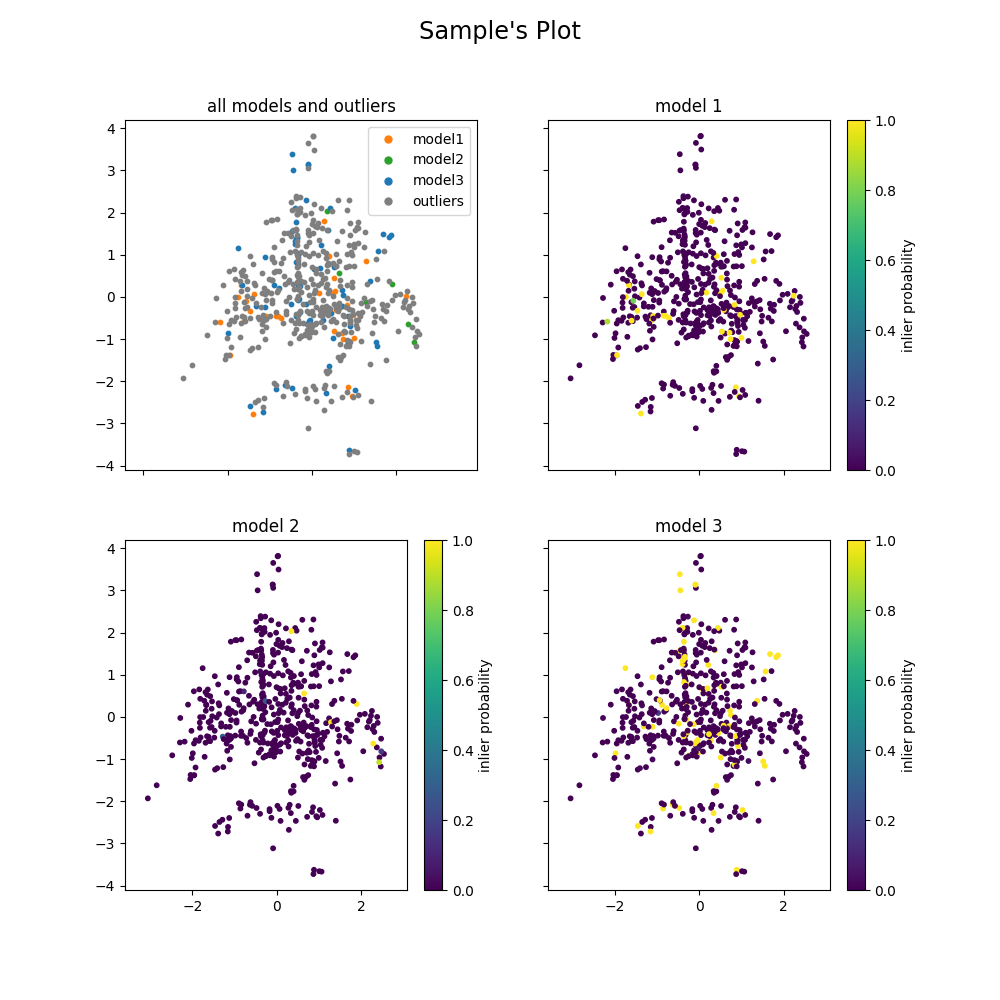 Sample's Plot
all models and outliers
4
3
2
1
0
−1
−2
−3
−4
model1
model2
model3
outliers
model 1
1.0
0.8
0.6
0.4
0.2
0.0
inlier probability
model 2
4
3
2
1
0
−1
−2
−3
−4
−2 0 2
1.0
0.8
0.6
0.4
0.2
0.0
inlier probability
model 3
−2 0 2
1.0
0.8
0.6
0.4
0.2
0.0
inlier probability